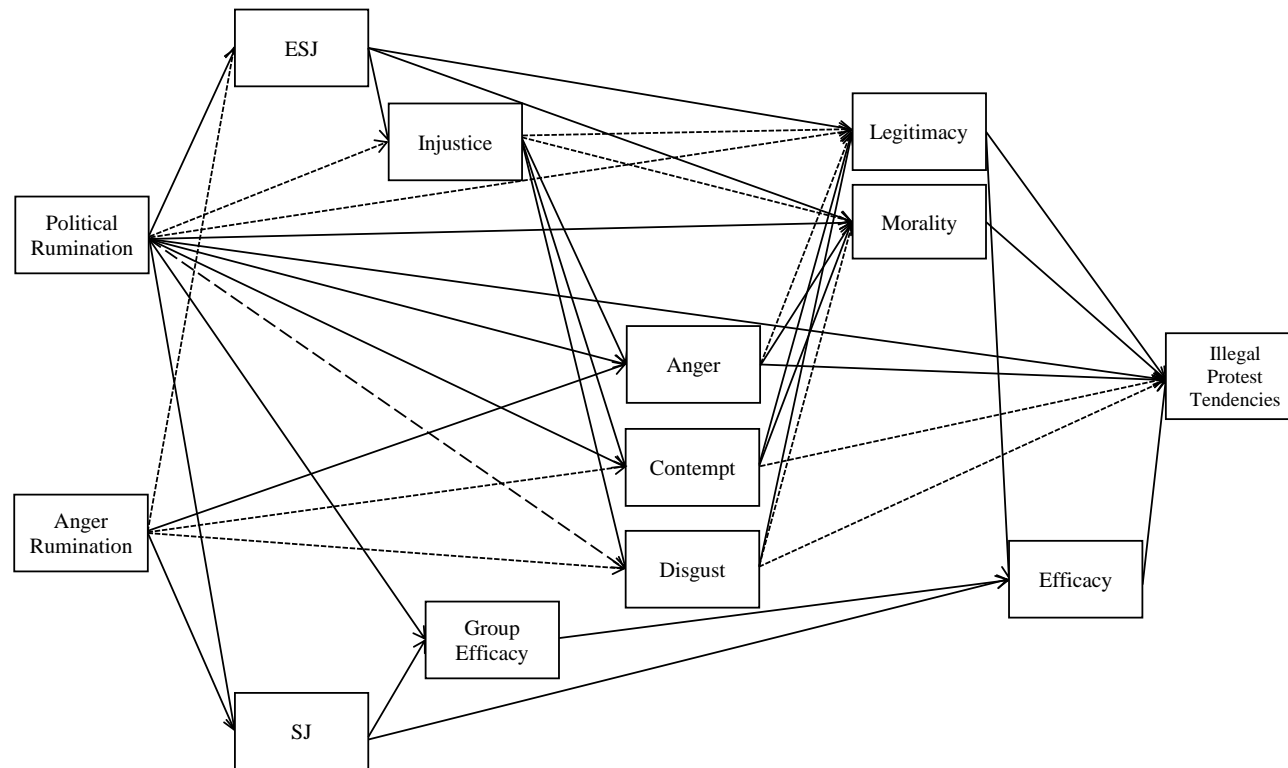 ESJ
Injustice
Legitimacy
Political
Rumination
Morality
Anger
Illegal
Protest
Tendencies
Contempt
Anger
Rumination
Disgust
Efficacy
Group
Efficacy
SJ